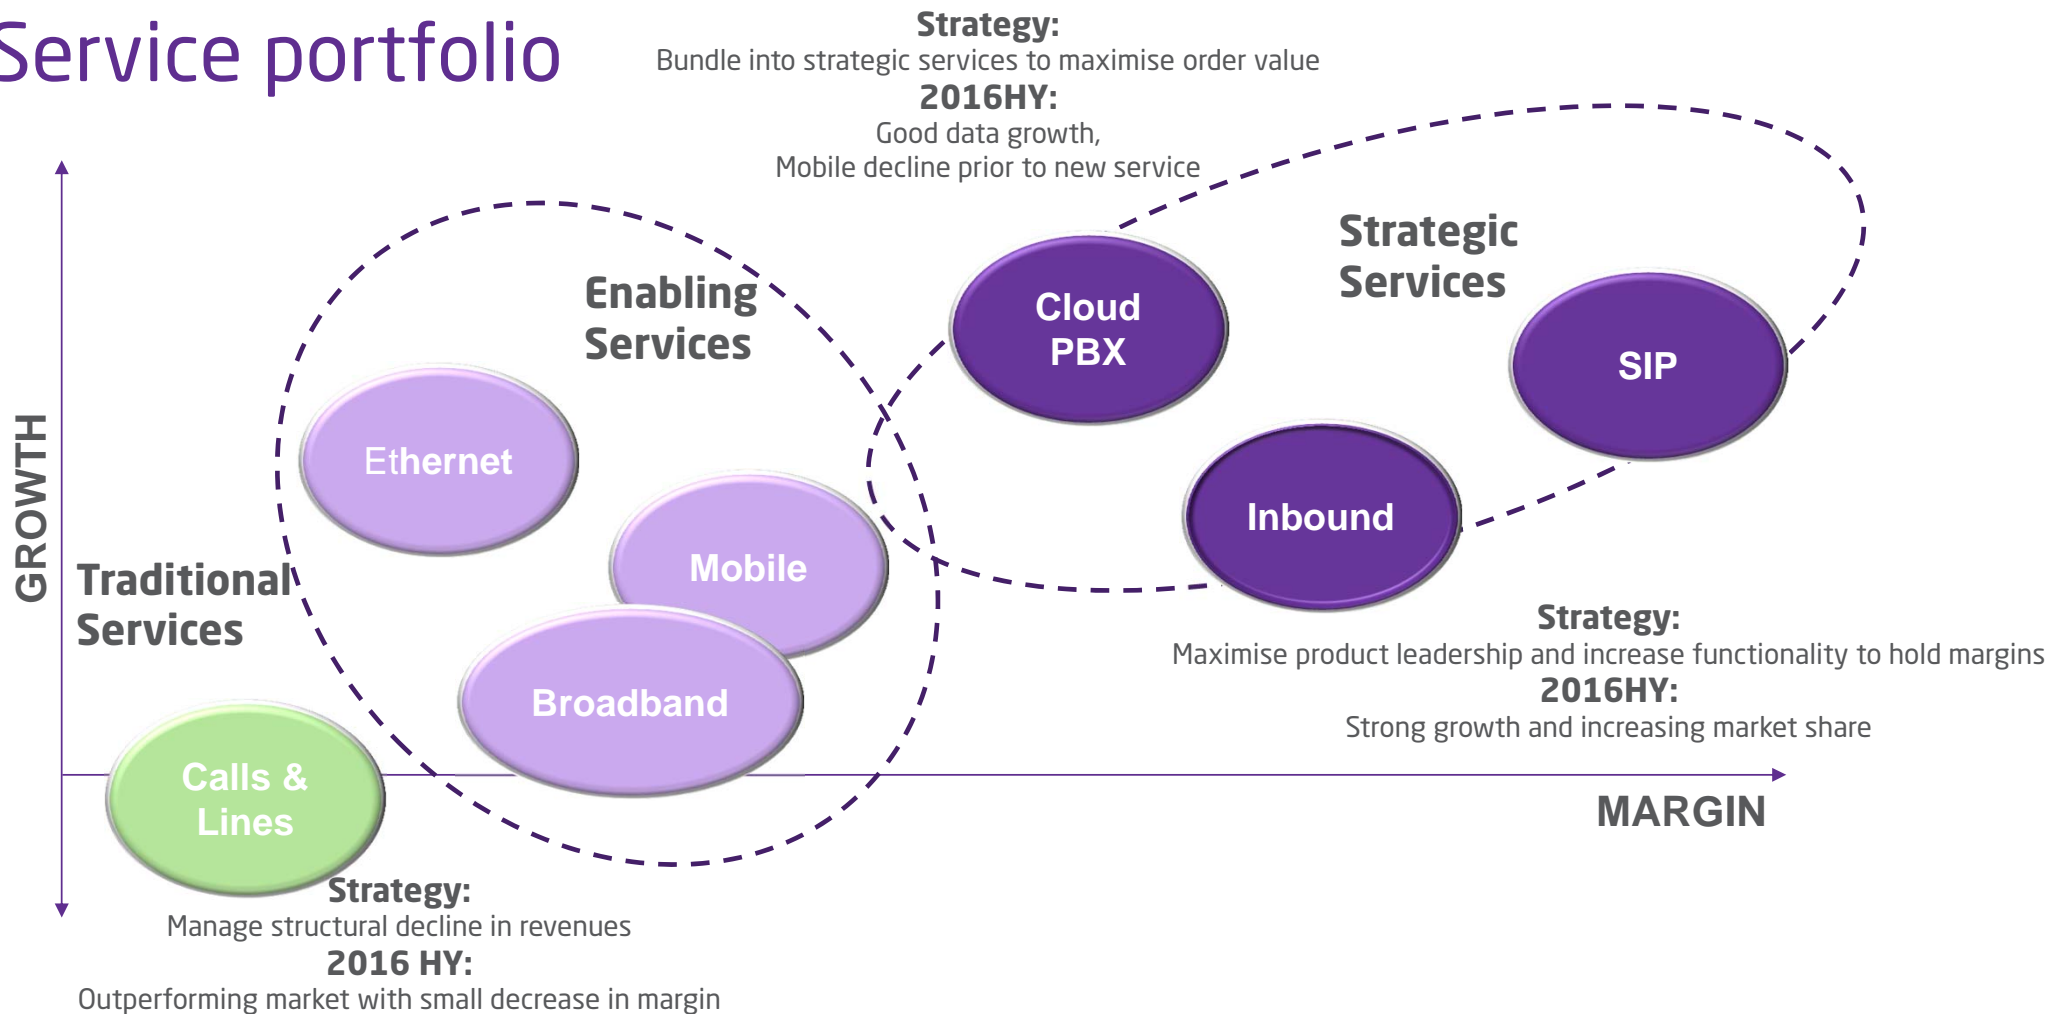 Service portfolio
Strategy:
Bundle into strategic services to maximise order value
2016HY:
Good data growth,
Mobile decline prior to new service
Enabling
Services
Strategic
Services
Cloud
PBX
SIP
Ethernet
Inbound
Mobile
GROWTH
Traditional
Services
Broadband
Calls &
Lines
Strategy:
Maximise product leadership and increase functionality to hold margins
2016HY:
Strong growth and increasing market share
MARGIN
Strategy:
Manage structural decline in revenues
2016 HY:
Outperforming market with small decrease in margin